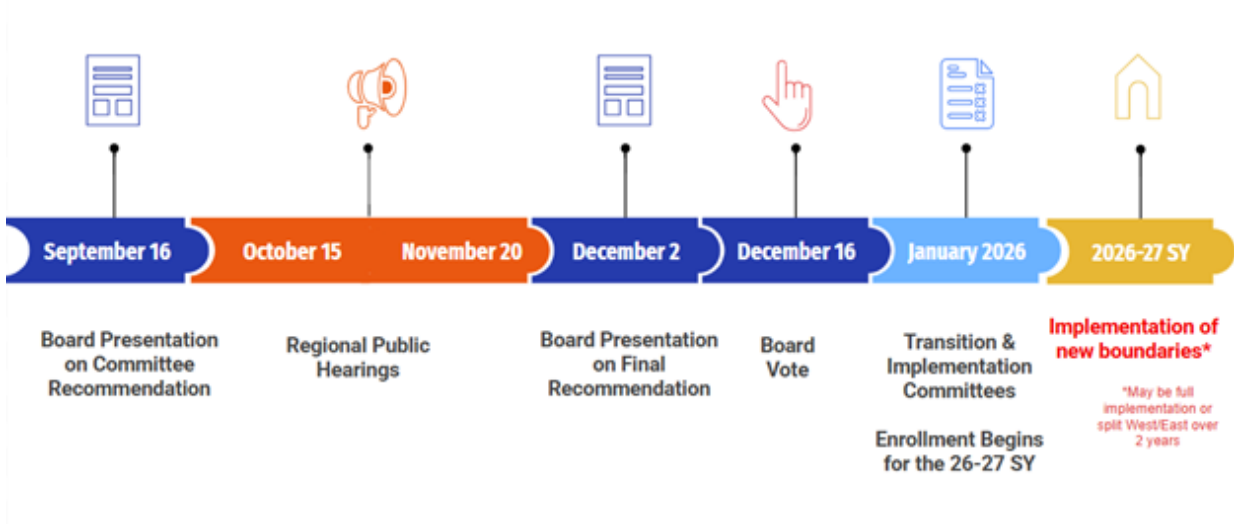 September 16
October 15
November 20
December 2
December 16
January 2026
2026-27 SY
Board Presentation
on Committee
Recommendation
Regional Public
Hearings
Board Presentation
on Final
Recommendation
Board
Vote
Transition &
Implementation
Committees
Enrollment Begins
for the 26-27 SY
Implementation of
new boundaries*
*May be full
implementation or
split West/East over
2 years